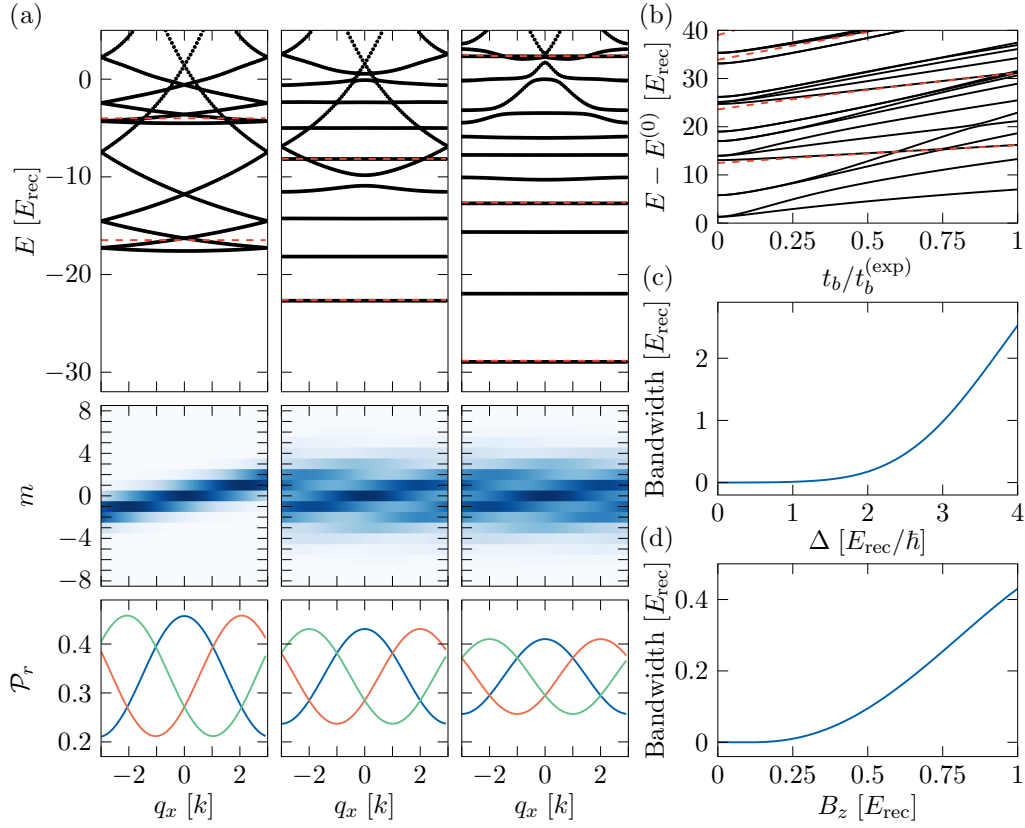 (a)
0
−10
−20
−30
E [E_rec]
8
4
0
−4
−8
m
0.4
0.3
0.2
𝒫_r
−2 0 2
−2 0 2
−2 0 2
q_x [k]
q_x [k]
q_x [k]
(b)
40
30
20
10
0
E − E^(0) [E_rec]
0 0.25 0.5 0.75 1
t_b/t_b^(exp)
(c)
2
1
0
Bandwidth [E_rec]
0 1 2 3 4
Δ [E_rec/ħ]
(d)
0.4
0.2
0
Bandwidth [E_rec]
0 0.25 0.5 0.75 1
B_z [E_rec]